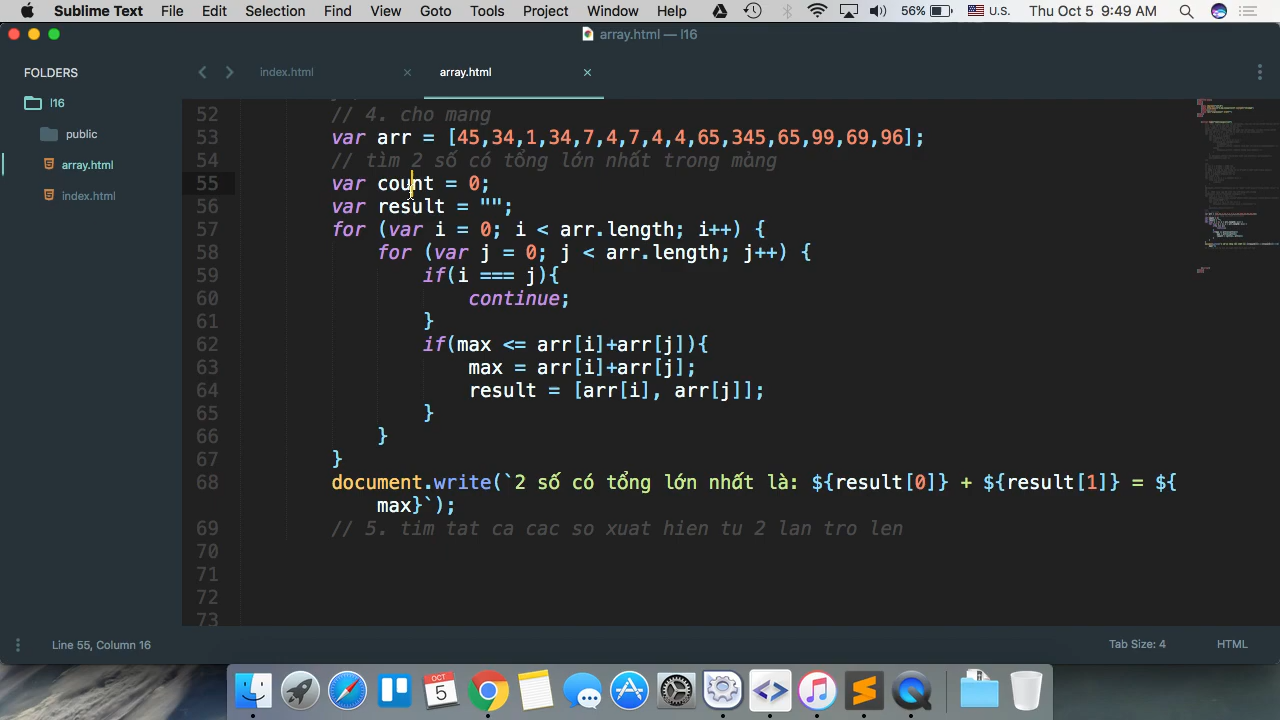 Sublime Text File Edit Selection Find View Goto Tools Project Window Help 56% U.S. Thu Oct 5 9:49 AM
array.html — l16
FOLDERS
l16
public
array.html
index.html
index.html × array.html ×
52 // 4. cho mang
53 var arr = [45,34,1,34,7,4,7,4,4,65,345,65,99,69,96];
54 // tìm 2 số có tổng lớn nhất trong mảng
55 var count = 0;
56 var result = "";
57 for (var i = 0; i < arr.length; i++) {
58 for (var j = 0; j < arr.length; j++) {
59 if(i === j){
60 continue;
61 }
62 if(max <= arr[i]+arr[j]){
63 max = arr[i]+arr[j];
64 result = [arr[i], arr[j]];
65 }
66 }
67 }
68 document.write(`2 số có tổng lớn nhất là: ${result[0]} + ${result[1]} = ${
max}`);
69 // 5. tim tat ca cac so xuat hien tu 2 lan tro len
70
71
72
73
Line 55, Column 16 Tab Size: 4 HTML
OCT
5